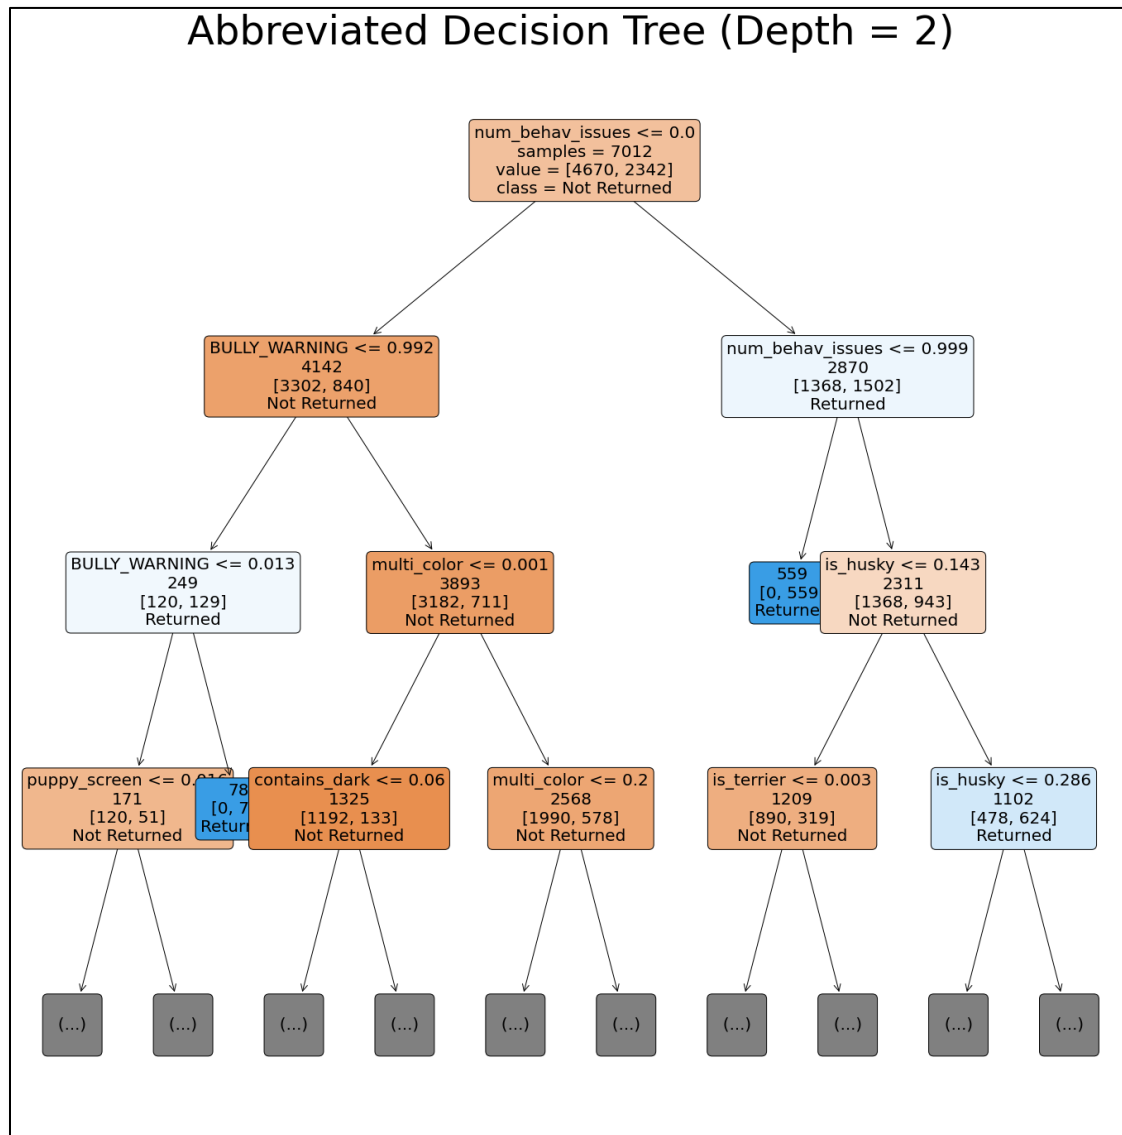 Abbreviated Decision Tree (Depth = 2)
num_behav_issues <= 0.0
samples = 7012
value = [4670, 2342]
class = Not Returned
BULLY_WARNING <= 0.992
4142
[3302, 840]
Not Returned
num_behav_issues <= 0.999
2870
[1368, 1502]
Returned
BULLY_WARNING <= 0.013
249
[120, 129]
Returned
multi_color <= 0.001
3893
[3182, 711]
Not Returned
559
[0, 559
Returne
is_husky <= 0.143
2311
[1368, 943]
Not Returned
puppy_screen <=
171
[120, 51]
Not Returned
78
[0, 7
Return
contains_dark <= 0.06
1325
[1192, 133]
Not Returned
multi_color <= 0.2
2568
[1990, 578]
Not Returned
is_terrier <= 0.003
1209
[890, 319]
Not Returned
is_husky <= 0.286
1102
[478, 624]
Returned
(...)
(...)
(...)
(...)
(...)
(...)
(...)
(...)
(...)
(...)